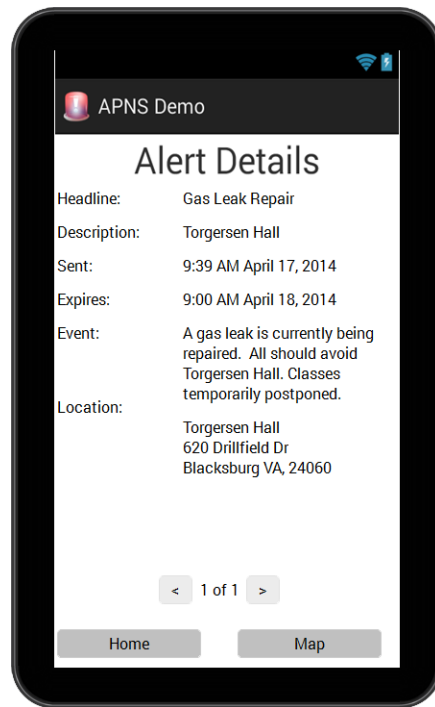 APNS Demo
Alert Details
Headline: Gas Leak Repair
Description: Torgersen Hall
Sent: 9:39 AM April 17, 2014
Expires: 9:00 AM April 18, 2014
Event: A gas leak is currently being
repaired.  All should avoid
Torgersen Hall. Classes
temporarily postponed.
Location:
Torgersen Hall
620 Drillfield Dr
Blacksburg VA, 24060
< 1 of 1 >
Home Map